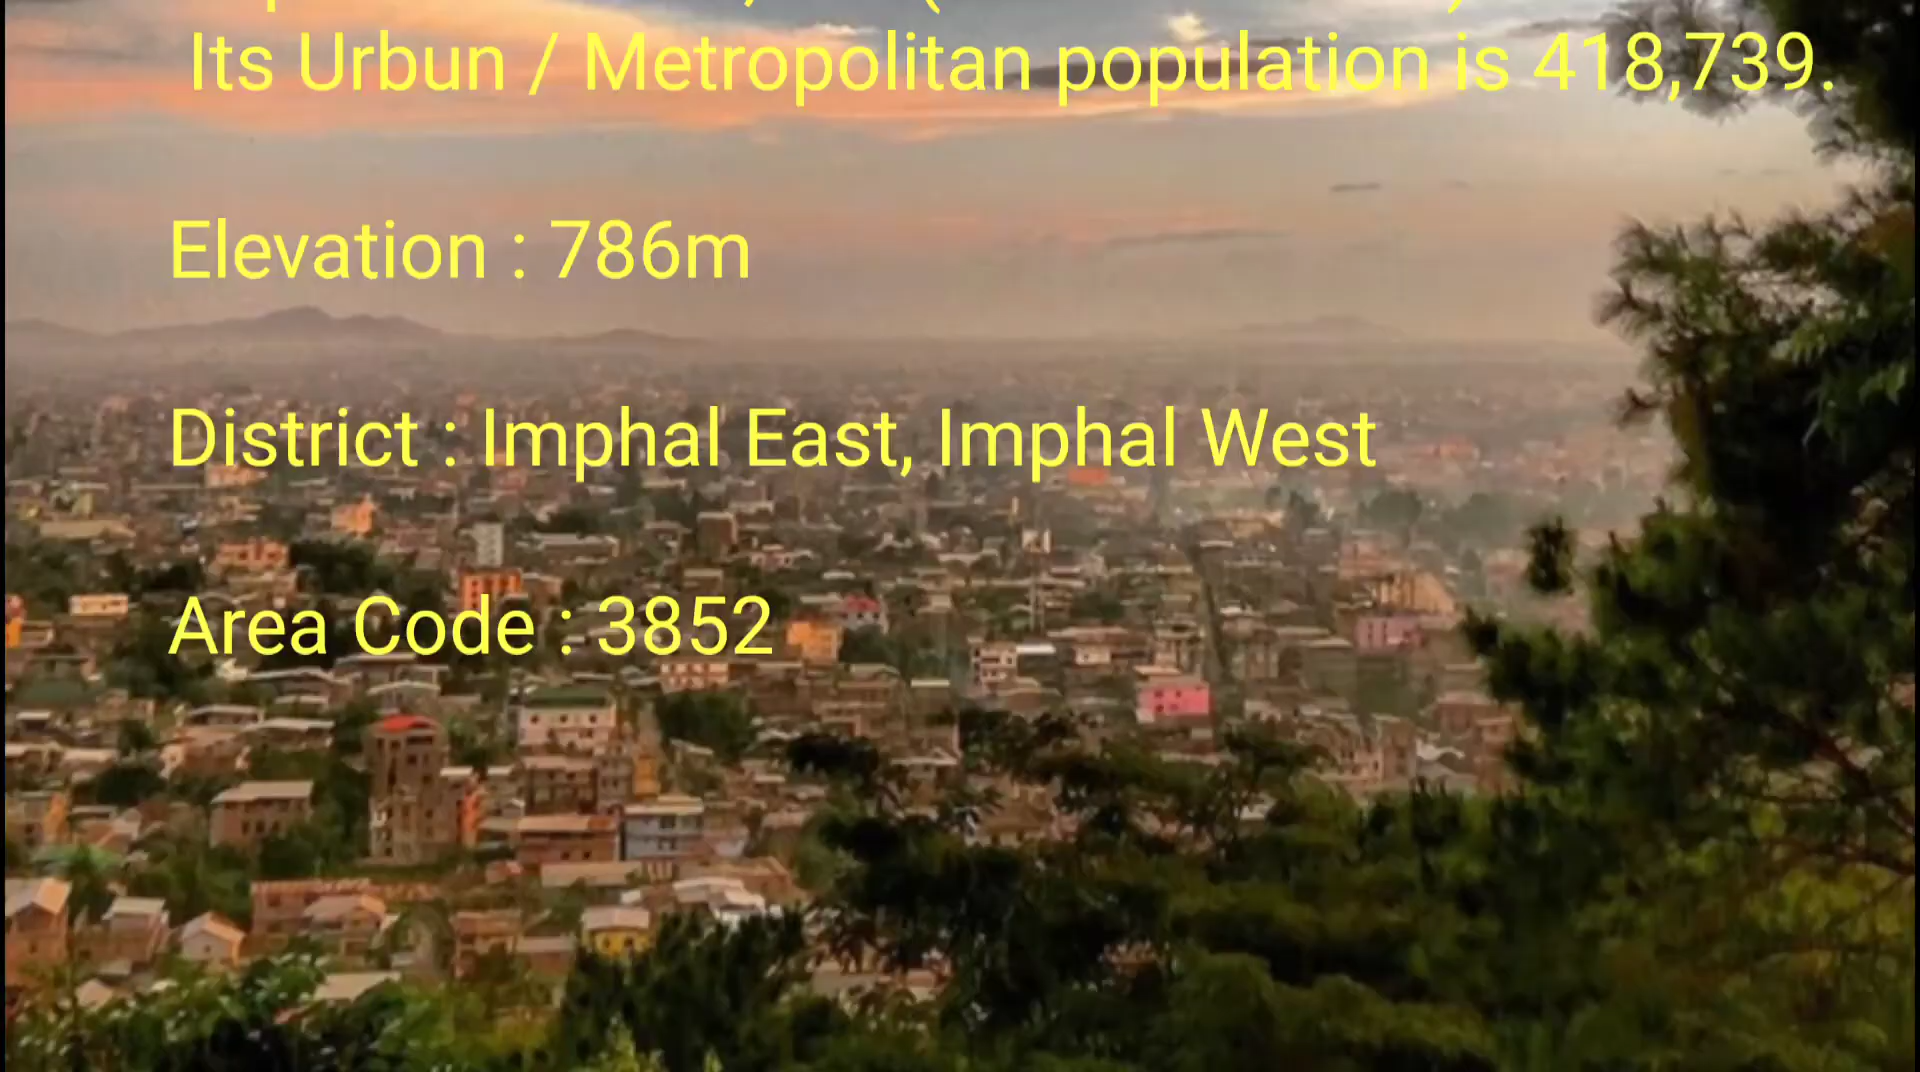 Its Urbun / Metropolitan population is 418,739.
Elevation : 786m
District : Imphal East, Imphal West
Area Code : 3852